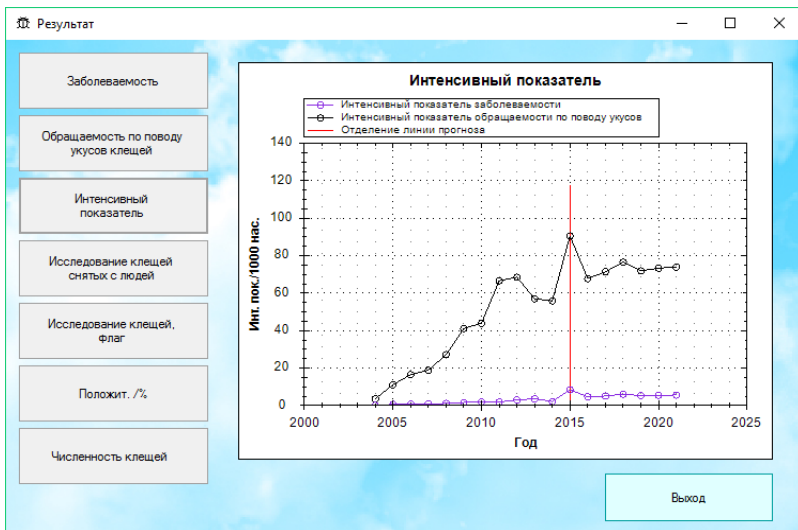 Результат
Заболеваемость
Обращаемость по поводу
укусов клещей
Интенсивный
показатель
Исследование клещей
снятых с людей
Исследование клещей,
флаг
Положит. /%
Численность клещей
Интенсивный показатель
Интенсивный показатель заболеваемости
Интенсивный показатель обращаемости по поводу укусов
Отделение линии прогноза
Инт. пок./1000 нас.
140
120
100
80
60
40
20
0
2000 2005 2010 2015 2020 2025
Год
Выход